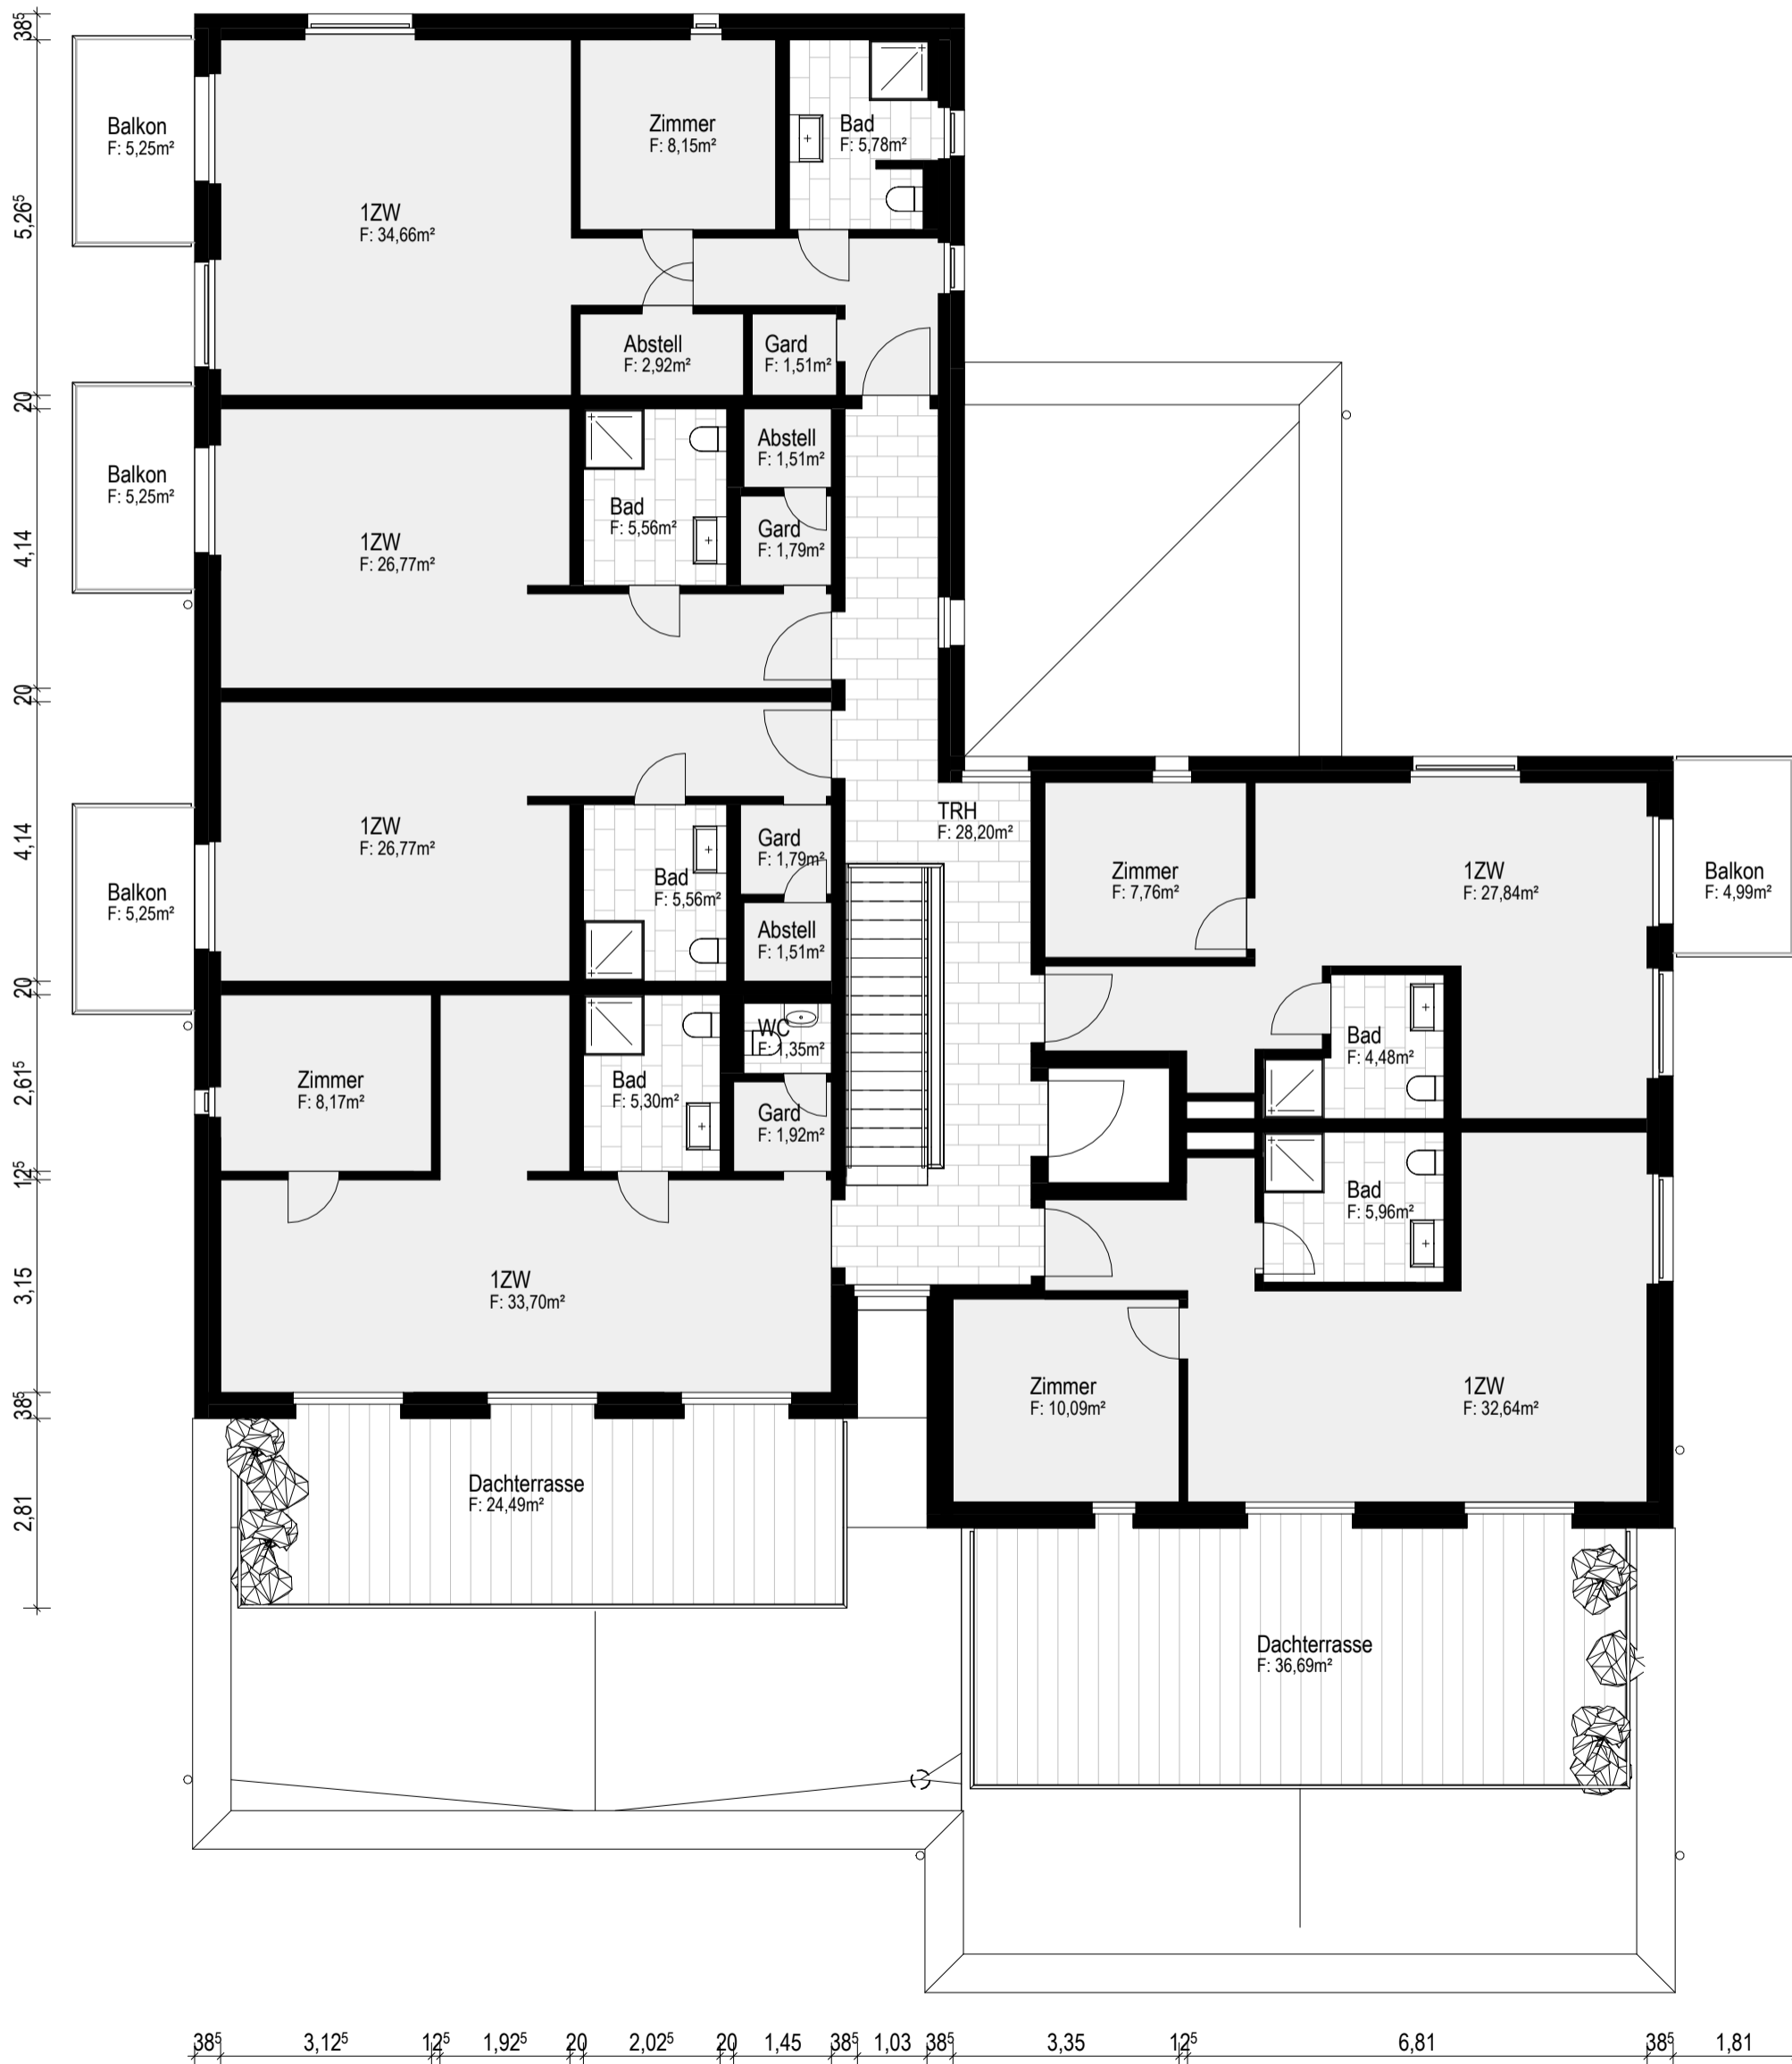 38⁵
5,26⁵
20
4,14
20
4,14
20
2,61⁵
12⁵
3,15
38⁵
2,81
Balkon
F: 5,25m²
1ZW
F: 34,66m²
Zimmer
F: 8,15m²
Bad
F: 5,78m²
Abstell
F: 2,92m²
Gard
F: 1,51m²
Balkon
F: 5,25m²
1ZW
F: 26,77m²
Bad
F: 5,56m²
Abstell
F: 1,51m²
Gard
F: 1,79m²
Balkon
F: 5,25m²
1ZW
F: 26,77m²
Bad
F: 5,56m²
Gard
F: 1,79m²
Abstell
F: 1,51m²
TRH
F: 28,20m²
Zimmer
F: 7,76m²
1ZW
F: 27,84m²
Balkon
F: 4,99m²
Bad
F: 4,48m²
Zimmer
F: 8,17m²
Bad
F: 5,30m²
WC
F: 1,35m²
Gard
F: 1,92m²
1ZW
F: 33,70m²
Bad
F: 5,96m²
Zimmer
F: 10,09m²
1ZW
F: 32,64m²
Dachterrasse
F: 24,49m²
Dachterrasse
F: 36,69m²
38⁵ 3,12⁵ 12⁵ 1,92⁵ 20 2,02⁵ 20 1,45 38⁵ 1,03 38⁵ 3,35 12⁵ 6,81 38⁵ 1,81